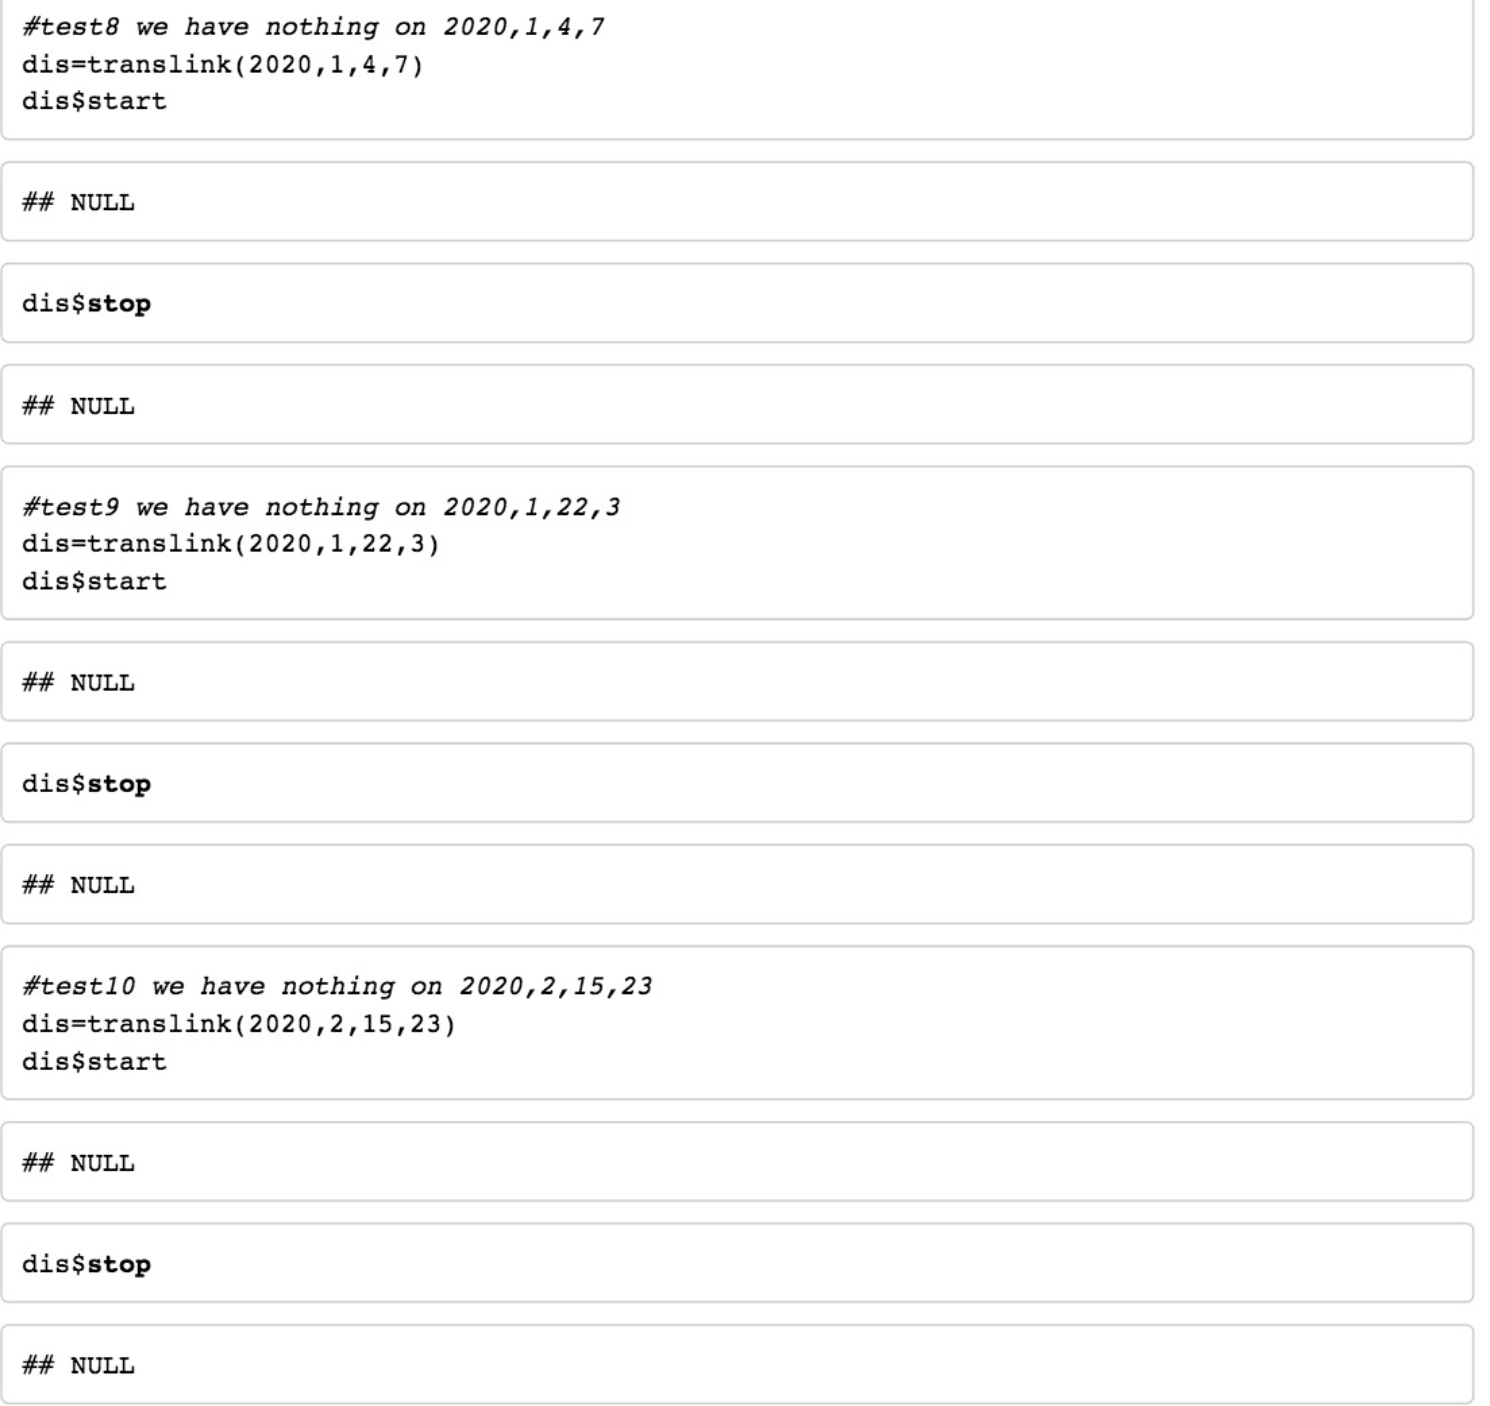 #test8 we have nothing on 2020,1,4,7
dis=translink(2020,1,4,7)
dis$start
## NULL
dis$stop
## NULL
#test9 we have nothing on 2020,1,22,3
dis=translink(2020,1,22,3)
dis$start
## NULL
dis$stop
## NULL
#test10 we have nothing on 2020,2,15,23
dis=translink(2020,2,15,23)
dis$start
## NULL
dis$stop
## NULL